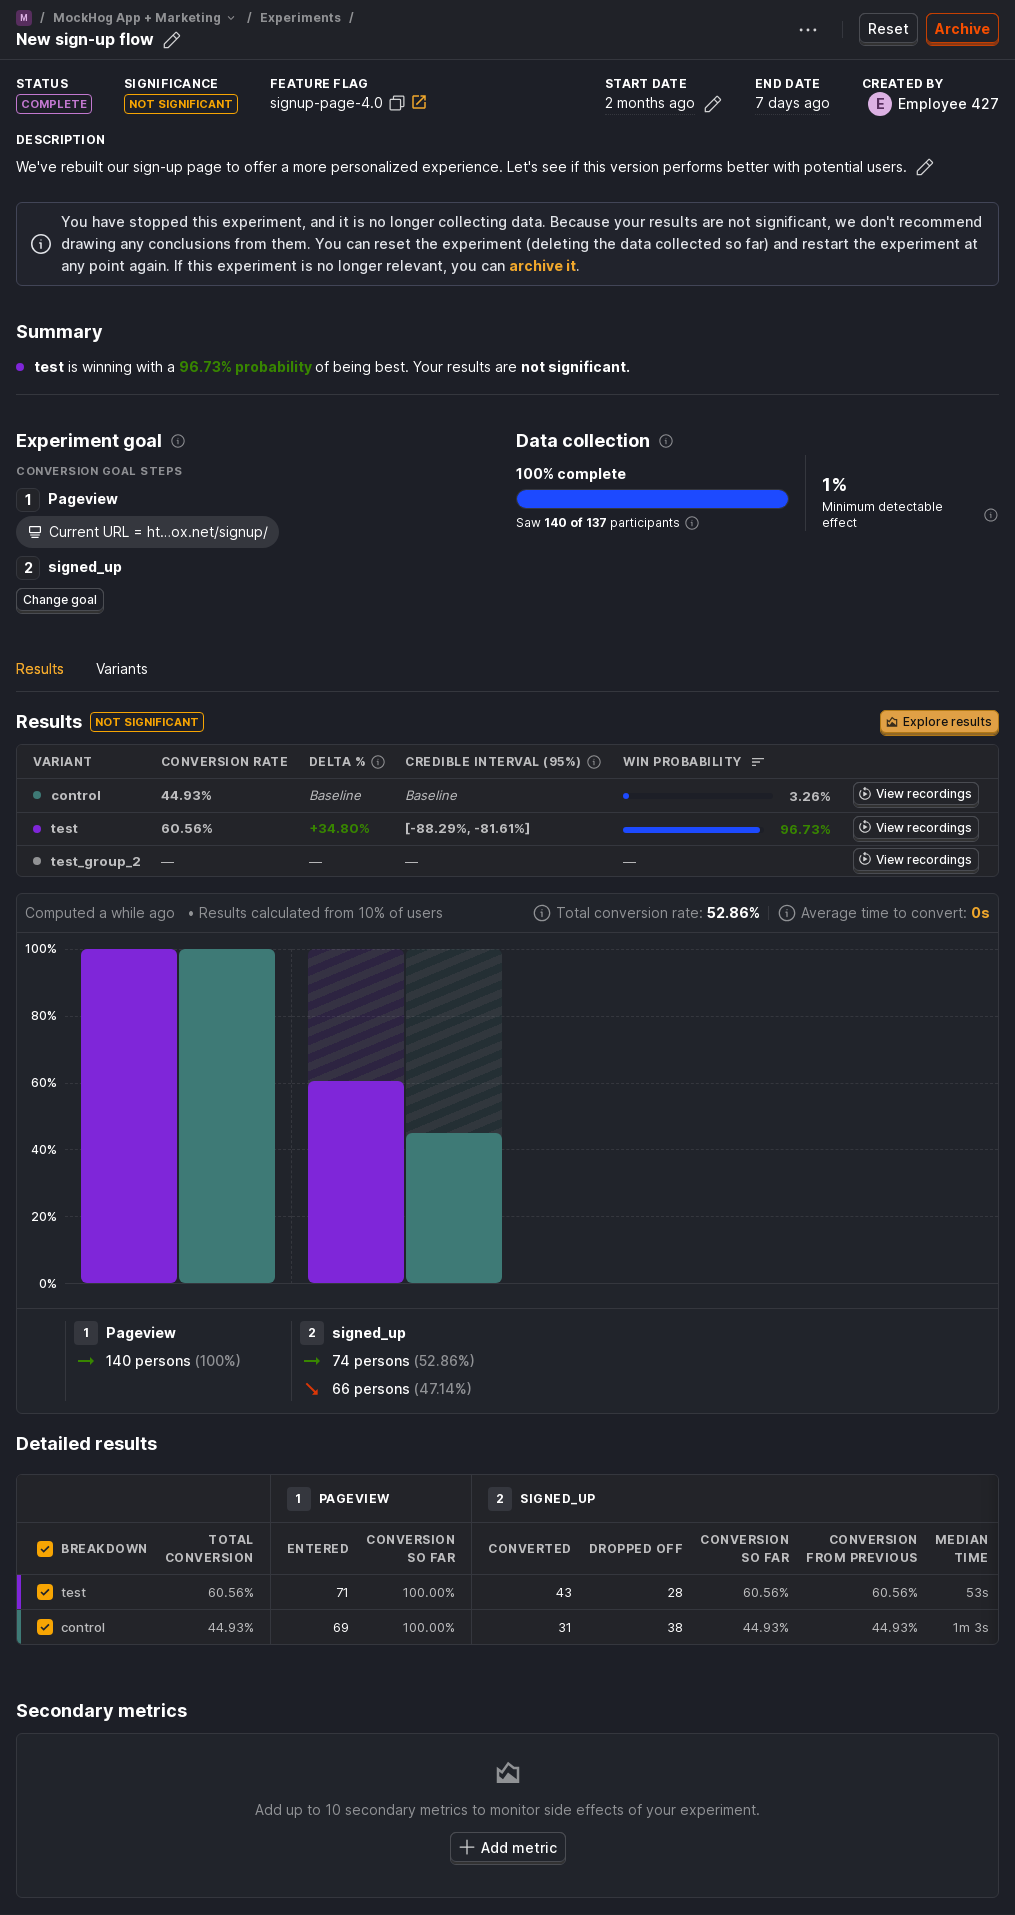 M / MockHog App + Marketing / Experiments /
New sign-up flow
Reset
Archive
STATUS
COMPLETE
SIGNIFICANCE
NOT SIGNIFICANT
FEATURE FLAG
signup-page-4.0
START DATE
2 months ago
END DATE
7 days ago
CREATED BY
E Employee 427
DESCRIPTION
We've rebuilt our sign-up page to offer a more personalized experience. Let's see if this version performs better with potential users.
You have stopped this experiment, and it is no longer collecting data. Because your results are not significant, we don't recommend
drawing any conclusions from them. You can reset the experiment (deleting the data collected so far) and restart the experiment at
any point again. If this experiment is no longer relevant, you can archive it.
Summary
test is winning with a 96.73% probability of being best. Your results are not significant.
Experiment goal
CONVERSION GOAL STEPS
1 Pageview
Current URL = ht...ox.net/signup/
2 signed_up
Change goal
Data collection
100% complete
Saw 140 of 137 participants
1%
Minimum detectable
effect
Results Variants
Results NOT SIGNIFICANT
Explore results
VARIANT CONVERSION RATE DELTA % CREDIBLE INTERVAL (95%) WIN PROBABILITY
control 44.93% Baseline Baseline 3.26% View recordings
test 60.56% +34.80% [-88.29%, -81.61%] 96.73% View recordings
test_group_2 — — — — View recordings
Computed a while ago • Results calculated from 10% of users
Total conversion rate: 52.86% Average time to convert: 0s
100%
80%
60%
40%
20%
0%
1 Pageview
140 persons (100%)
2 signed_up
74 persons (52.86%)
66 persons (47.14%)
Detailed results
1 PAGEVIEW 2 SIGNED_UP
BREAKDOWN TOTAL CONVERSION ENTERED CONVERSION SO FAR CONVERTED DROPPED OFF CONVERSION SO FAR CONVERSION FROM PREVIOUS MEDIAN TIME
test 60.56% 71 100.00% 43 28 60.56% 60.56% 53s
control 44.93% 69 100.00% 31 38 44.93% 44.93% 1m 3s
Secondary metrics
Add up to 10 secondary metrics to monitor side effects of your experiment.
Add metric